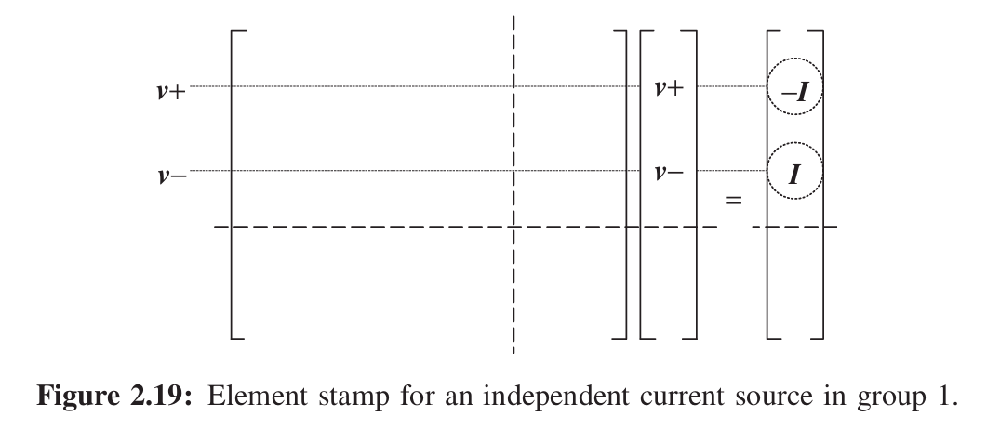 v+ v+ –I
v– v– I
=
Figure 2.19: Element stamp for an independent current source in group 1.